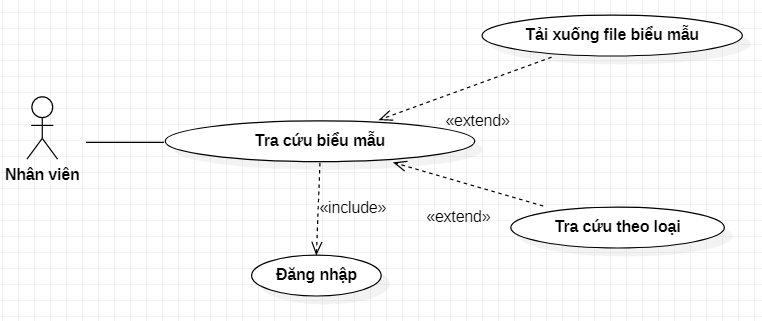 Tải xuống file biểu mẫu
«extend»
Tra cứu biểu mẫu
Nhân viên
«include»
«extend»
Tra cứu theo loại
Đăng nhập